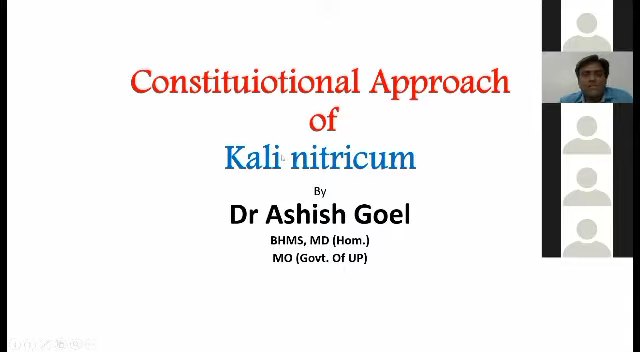 Constituiotional Approach
of
Kali nitricum
By
Dr Ashish Goel
BHMS, MD (Hom.)
MO (Govt. Of UP)